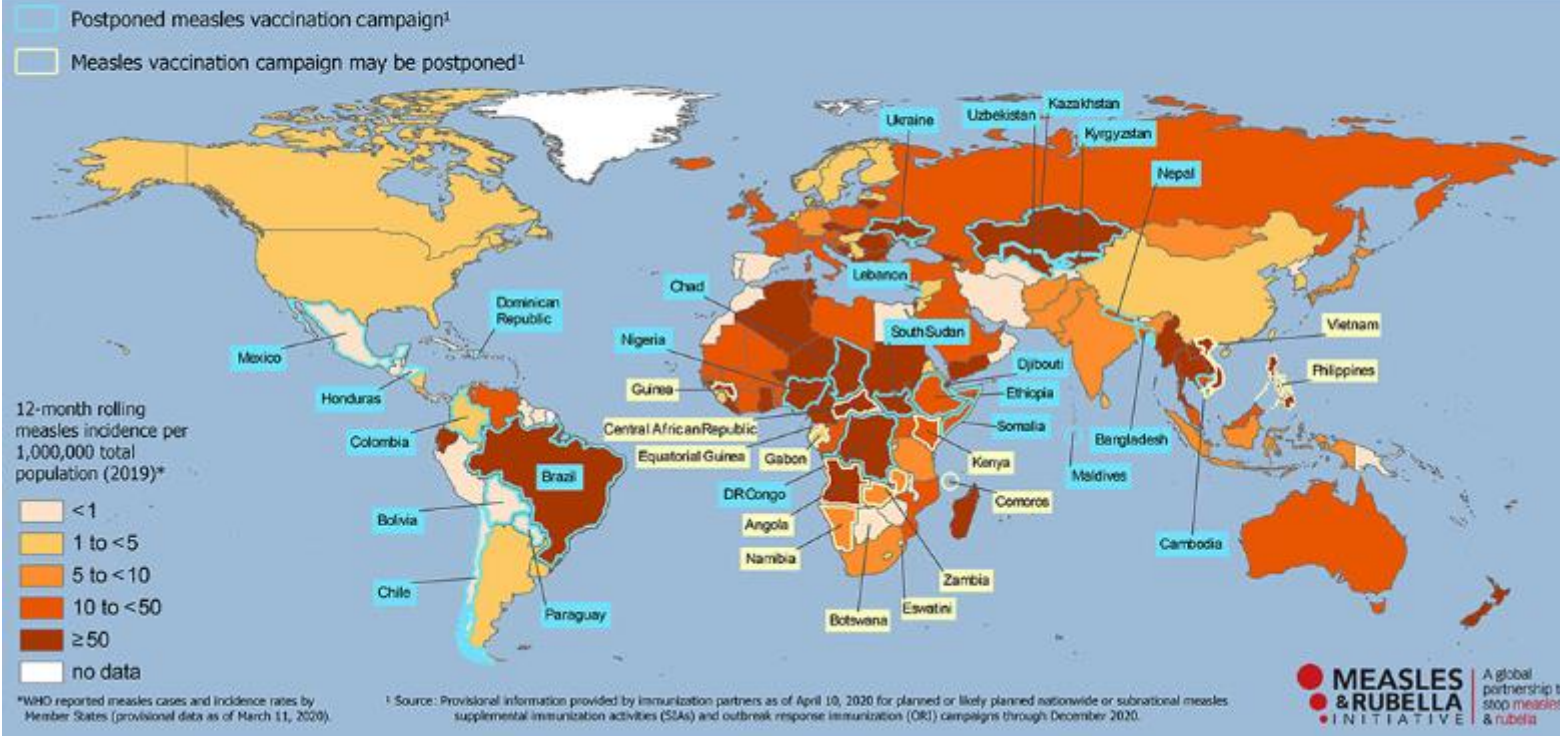 Postponed measles vaccination campaign¹
Measles vaccination campaign may be postponed¹
Ukraine
Uzbekistan
Kazakhstan
Kyrgyzstan
Nepal
Lebanon
Chad
Dominican
Republic
South Sudan
Vietnam
Nigeria
Mexico
Djibouti
Philippines
Guinea
Ethiopia
Honduras
Central African Republic
Somalia
Colombia
Bangladesh
Equatorial Guinea
Gabon
Kenya
Brazil
Maldives
DR Congo
Comoros
Bolivia
Angola
Cambodia
Namibia
Zambia
Chile
Paraguay
Botswana
Eswatini
12-month rolling
measles incidence per
1,000,000 total
population (2019)*
<1
1 to <5
5 to <10
10 to <50
≥50
no data
*WHO reported measles cases and incidence rates by
Member States (provisional data as of March 11, 2020).
¹ Source: Provisional information provided by immunization partners as of April 10, 2020 for planned or likely planned nationwide or subnational measles
supplemental immunization activities (SIAs) and outbreak response immunization (ORI) campaigns through December 2020.
MEASLES
& RUBELLA
INITIATIVE
A global
partnership t
stop measles
& rubella